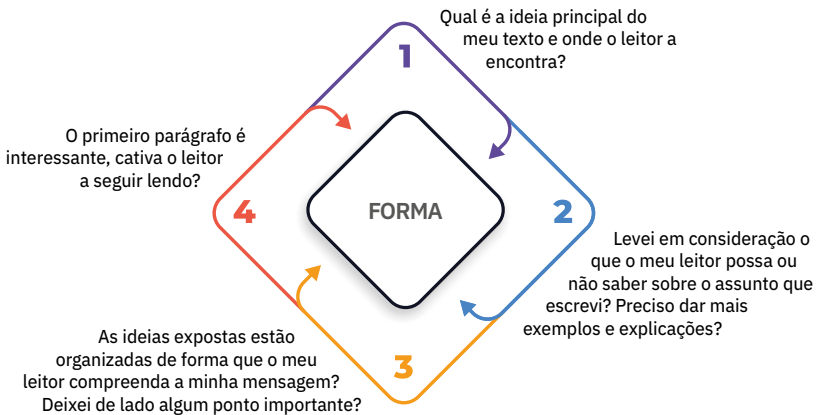 1
Qual é a ideia principal do
meu texto e onde o leitor a
encontra?
2
Levei em consideração o
que o meu leitor possa ou
não saber sobre o assunto que
escrevi? Preciso dar mais
exemplos e explicações?
3
As ideias expostas estão
organizadas de forma que o meu
leitor compreenda a minha mensagem?
Deixei de lado algum ponto importante?
4
O primeiro parágrafo é
interessante, cativa o leitor
a seguir lendo?
FORMA